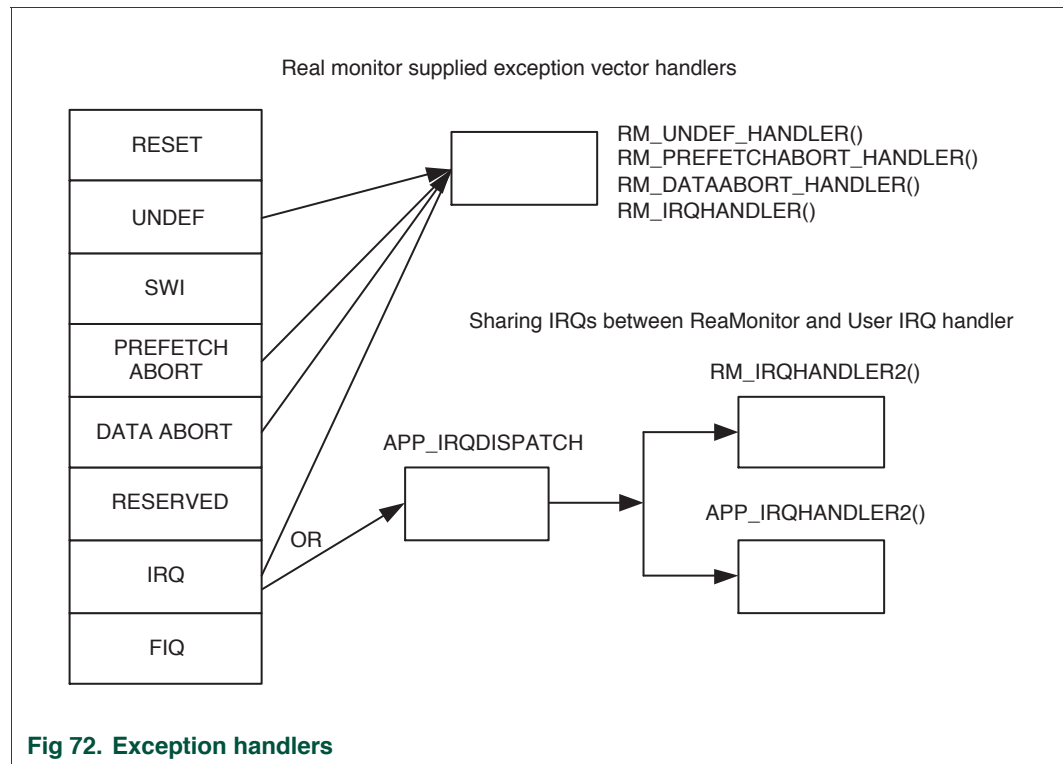 Real monitor supplied exception vector handlers
RESET
UNDEF
SWI
PREFETCH
ABORT
DATA ABORT
RESERVED
IRQ
FIQ
RM_UNDEF_HANDLER()
RM_PREFETCHABORT_HANDLER()
RM_DATAABORT_HANDLER()
RM_IRQHANDLER()
Sharing IRQs between ReaMonitor and User IRQ handler
RM_IRQHANDLER2()
APP_IRQDISPATCH
APP_IRQHANDLER2()
OR
Fig 72. Exception handlers